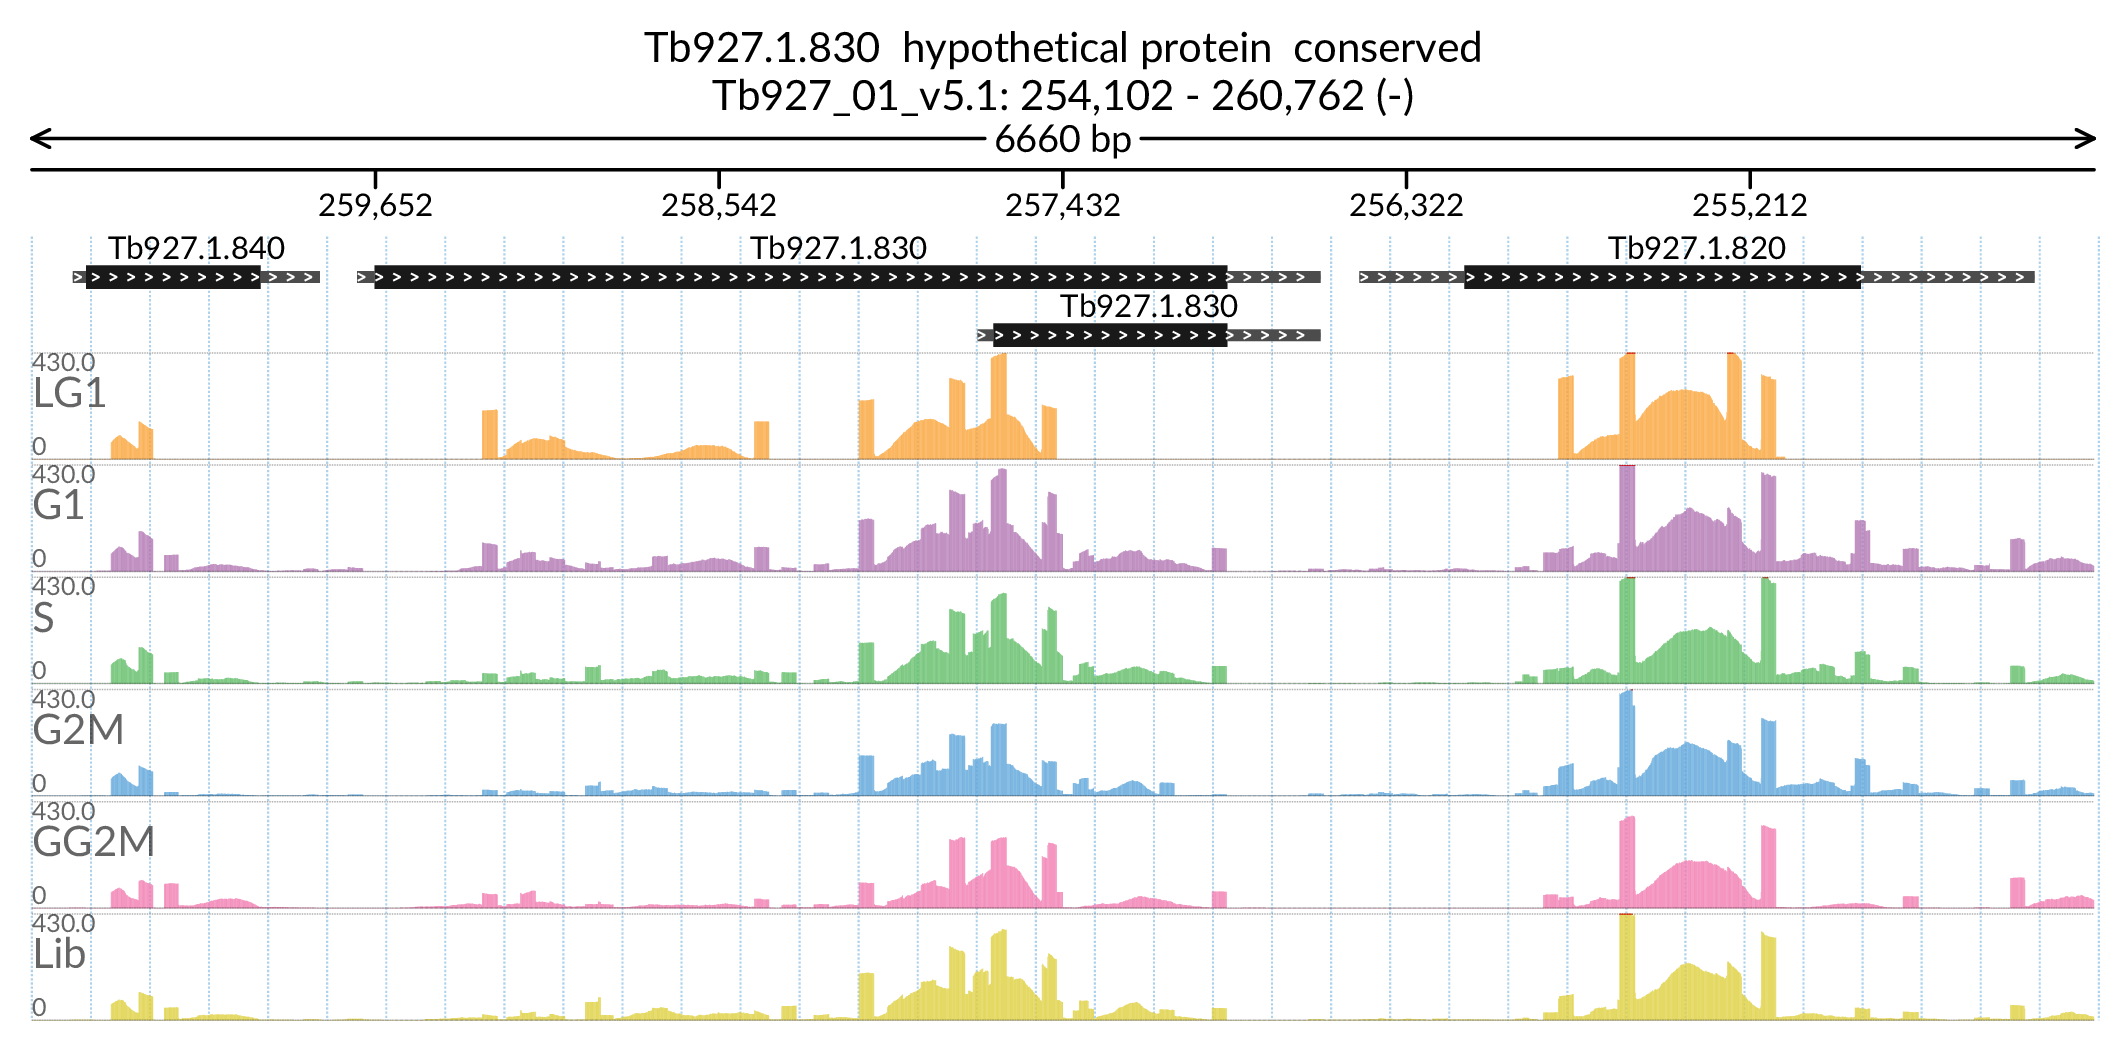 Tb927.1.830  hypothetical protein  conserved
Tb927_01_v5.1: 254,102 - 260,762 (-)
6660 bp
259,652 258,542 257,432 256,322 255,212
Tb927.1.840 Tb927.1.830 Tb927.1.820
Tb927.1.830
430.0
LG1
0
430.0
G1
0
430.0
S
0
430.0
G2M
0
430.0
GG2M
0
430.0
Lib
0